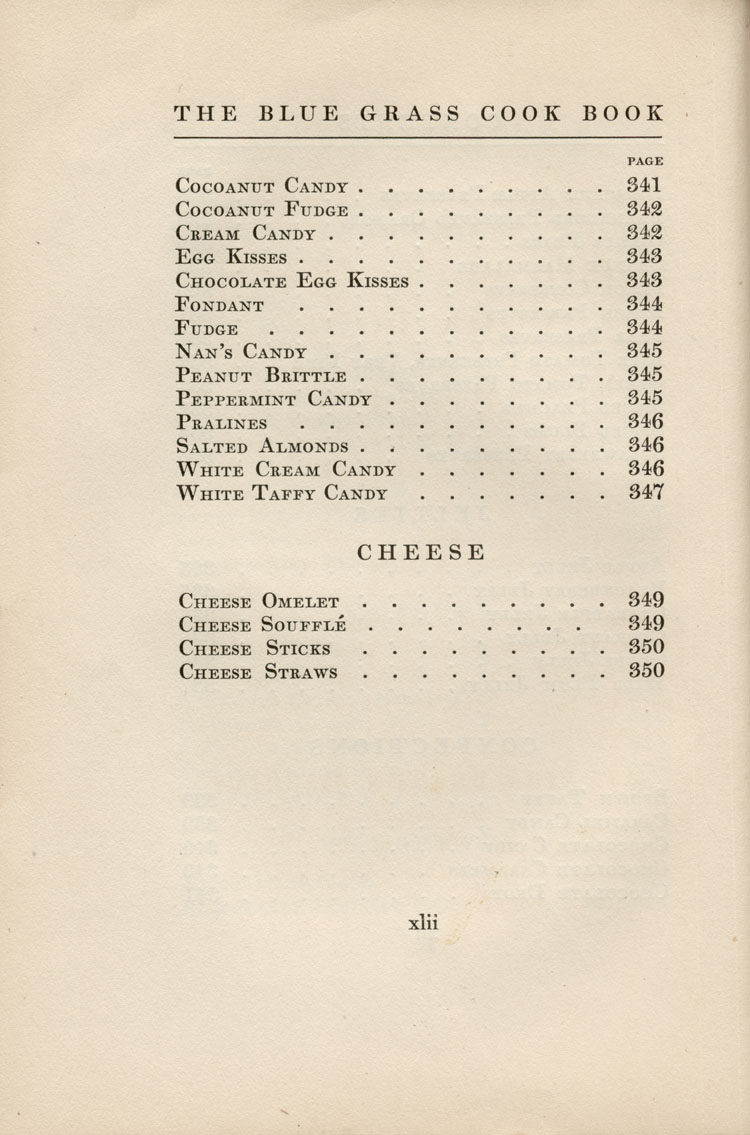 THE BLUE GRASS COOK BOOK
PAGE
COCOANUT CANDY . . . . . . . . . 341
COCOANUT FUDGE . . . . . . . . . 342
CREAM CANDY . . . . . . . . . . 342
EGG KISSES . . . . . . . . . . . 343
CHOCOLATE EGG KISSES . . . . . . . 343
FONDANT . . . . . . . . . . . 344
FUDGE . . . . . . . . . . . . 344
NAN'S CANDY . . . . . . . . . . 345
PEANUT BRITTLE . . . . . . . . . 345
PEPPERMINT CANDY . . . . . . . . 345
PRALINES . . . . . . . . . . . 346
SALTED ALMONDS . . . . . . . . . 346
WHITE CREAM CANDY . . . . . . . 346
WHITE TAFFY CANDY . . . . . . . 347
CHEESE
CHEESE OMELET . . . . . . . . . 349
CHEESE SOUFFLÉ . . . . . . . . 349
CHEESE STICKS . . . . . . . . . 350
CHEESE STRAWS . . . . . . . . . 350
xlii